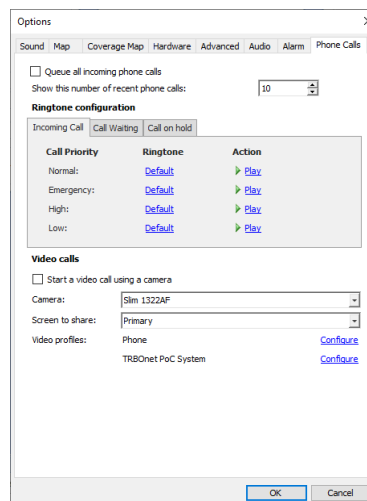 Options
Sound Map Coverage Map Hardware Advanced Audio Alarm Phone Calls
Queue all incoming phone calls
Show this number of recent phone calls: 10
Ringtone configuration
Incoming Call Call Waiting Call on hold
Call Priority Ringtone Action
Normal: Default Play
Emergency: Default Play
High: Default Play
Low: Default Play
Video calls
Start a video call using a camera
Camera: Slim 1322AF
Screen to share: Primary
Video profiles: Phone Configure
TRBOnet PoC System Configure
OK Cancel